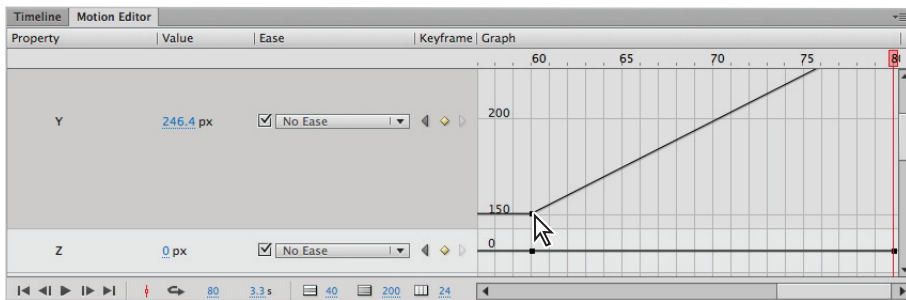 Timeline Motion Editor
Property Value Ease Keyframe Graph
60 65 70 75 80
Y 246.4 px No Ease 200
150
Z 0 px No Ease 0
80 3.3 s 40 200 24